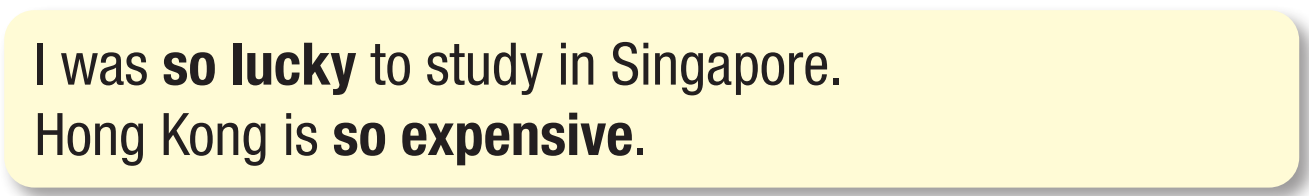 I was so lucky to study in Singapore.
Hong Kong is so expensive.